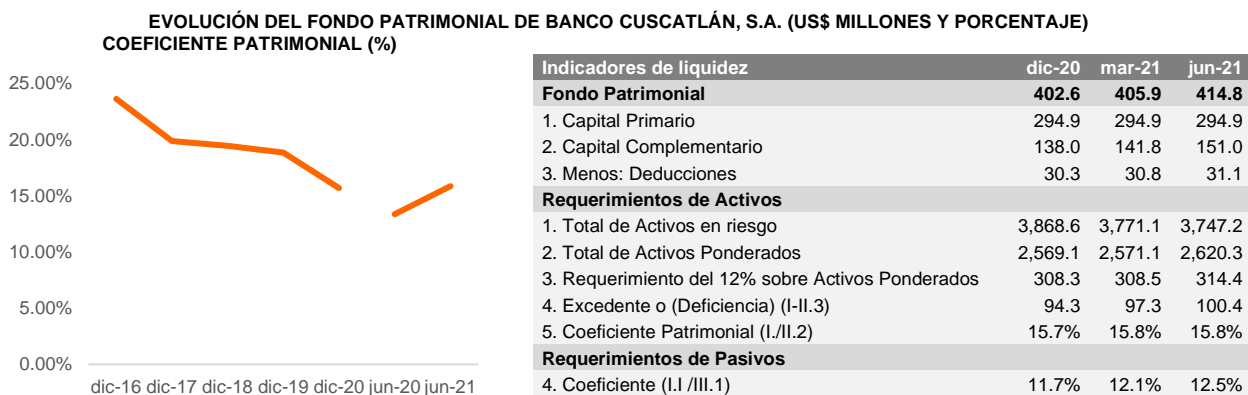 EVOLUCIÓN DEL FONDO PATRIMONIAL DE BANCO CUSCATLÁN, S.A. (US$ MILLONES Y PORCENTAJE)
COEFICIENTE PATRIMONIAL (%)
25.00%
20.00%
15.00%
10.00%
5.00%
0.00%
dic-16 dic-17 dic-18 dic-19 dic-20 jun-20 jun-21
Indicadores de liquidez dic-20 mar-21 jun-21
Fondo Patrimonial 402.6 405.9 414.8
1. Capital Primario 294.9 294.9 294.9
2. Capital Complementario 138.0 141.8 151.0
3. Menos: Deducciones 30.3 30.8 31.1
Requerimientos de Activos
1. Total de Activos en riesgo 3,868.6 3,771.1 3,747.2
2. Total de Activos Ponderados 2,569.1 2,571.1 2,620.3
3. Requerimiento del 12% sobre Activos Ponderados 308.3 308.5 314.4
4. Excedente o (Deficiencia) (I-II.3) 94.3 97.3 100.4
5. Coeficiente Patrimonial (I./II.2) 15.7% 15.8% 15.8%
Requerimientos de Pasivos
4. Coeficiente (I.I /III.1) 11.7% 12.1% 12.5%